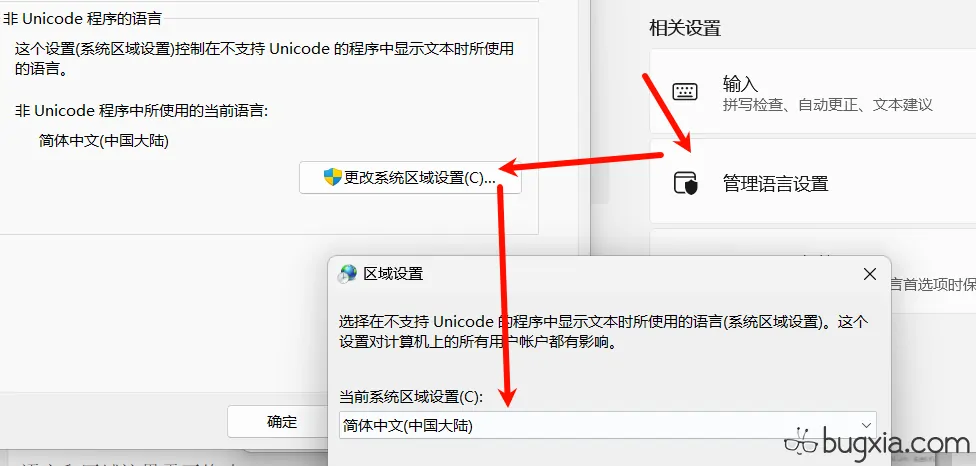 非 Unicode 程序的语言
这个设置(系统区域设置)控制在不支持 Unicode 的程序中显示文本时所使用
的语言。
非 Unicode 程序中所使用的当前语言:
简体中文(中国大陆)
更改系统区域设置(C)...
确定
相关设置
输入
拼写检查、自动更正、文本建议
管理语言设置
言首选项时保
区域设置
选择在不支持 Unicode 的程序中显示文本时所使用的语言(系统区域设置)。这个
设置对计算机上的所有用户帐户都有影响。
当前系统区域设置(C):
简体中文(中国大陆)
bugxia.com